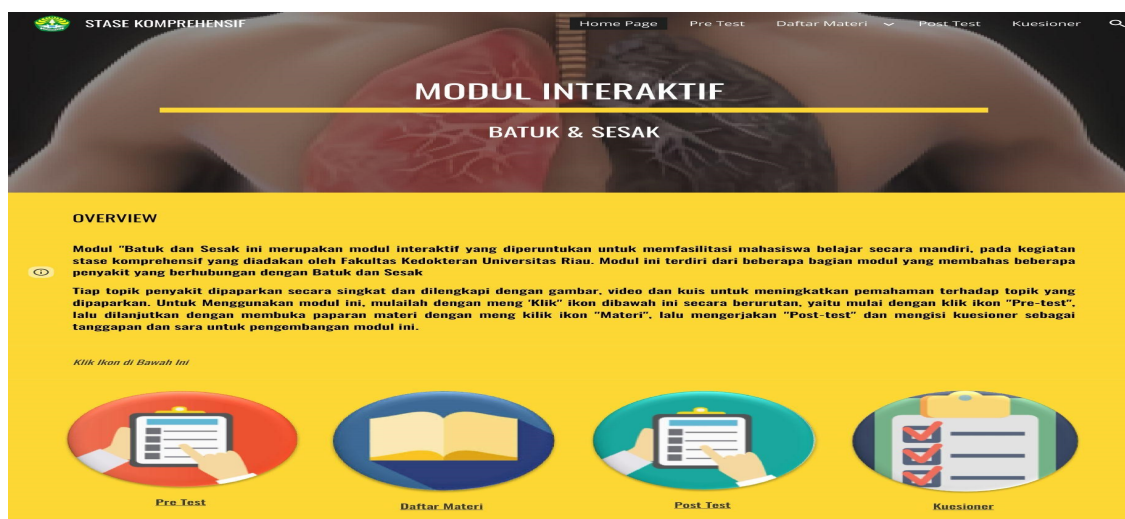 STASE KOMPREHENSIF
Home Page Pre Test Daftar Materi Post Test Kuesioner
MODUL INTERAKTIF
BATUK & SESAK
OVERVIEW
Modul "Batuk dan Sesak ini merupakan modul interaktif yang diperuntukan untuk memfasilitasi mahasiswa belajar secara mandiri, pada kegiatan
stase komprehensif yang diadakan oleh Fakultas Kedokteran Universitas Riau. Modul ini terdiri dari beberapa bagian modul yang membahas beberapa
penyakit yang berhubungan dengan Batuk dan Sesak
Tiap topik penyakit dipaparkan secara singkat dan dilengkapi dengan gambar, video dan kuis untuk meningkatkan pemahaman terhadap topik yang
dipaparkan. Untuk Menggunakan modul ini, mulailah dengan meng 'Klik" ikon dibawah ini secara berurutan, yaitu mulai dengan klik ikon "Pre-test",
lalu dilanjutkan dengan membuka paparan materi dengan meng kilik ikon "Materi", lalu mengerjakan "Post-test" dan mengisi kuesioner sebagai
tanggapan dan sara untuk pengembangan modul ini.
Klik Ikon di Bawah Ini
Pre Test
Daftar Materi
Post Test
Kuesioner